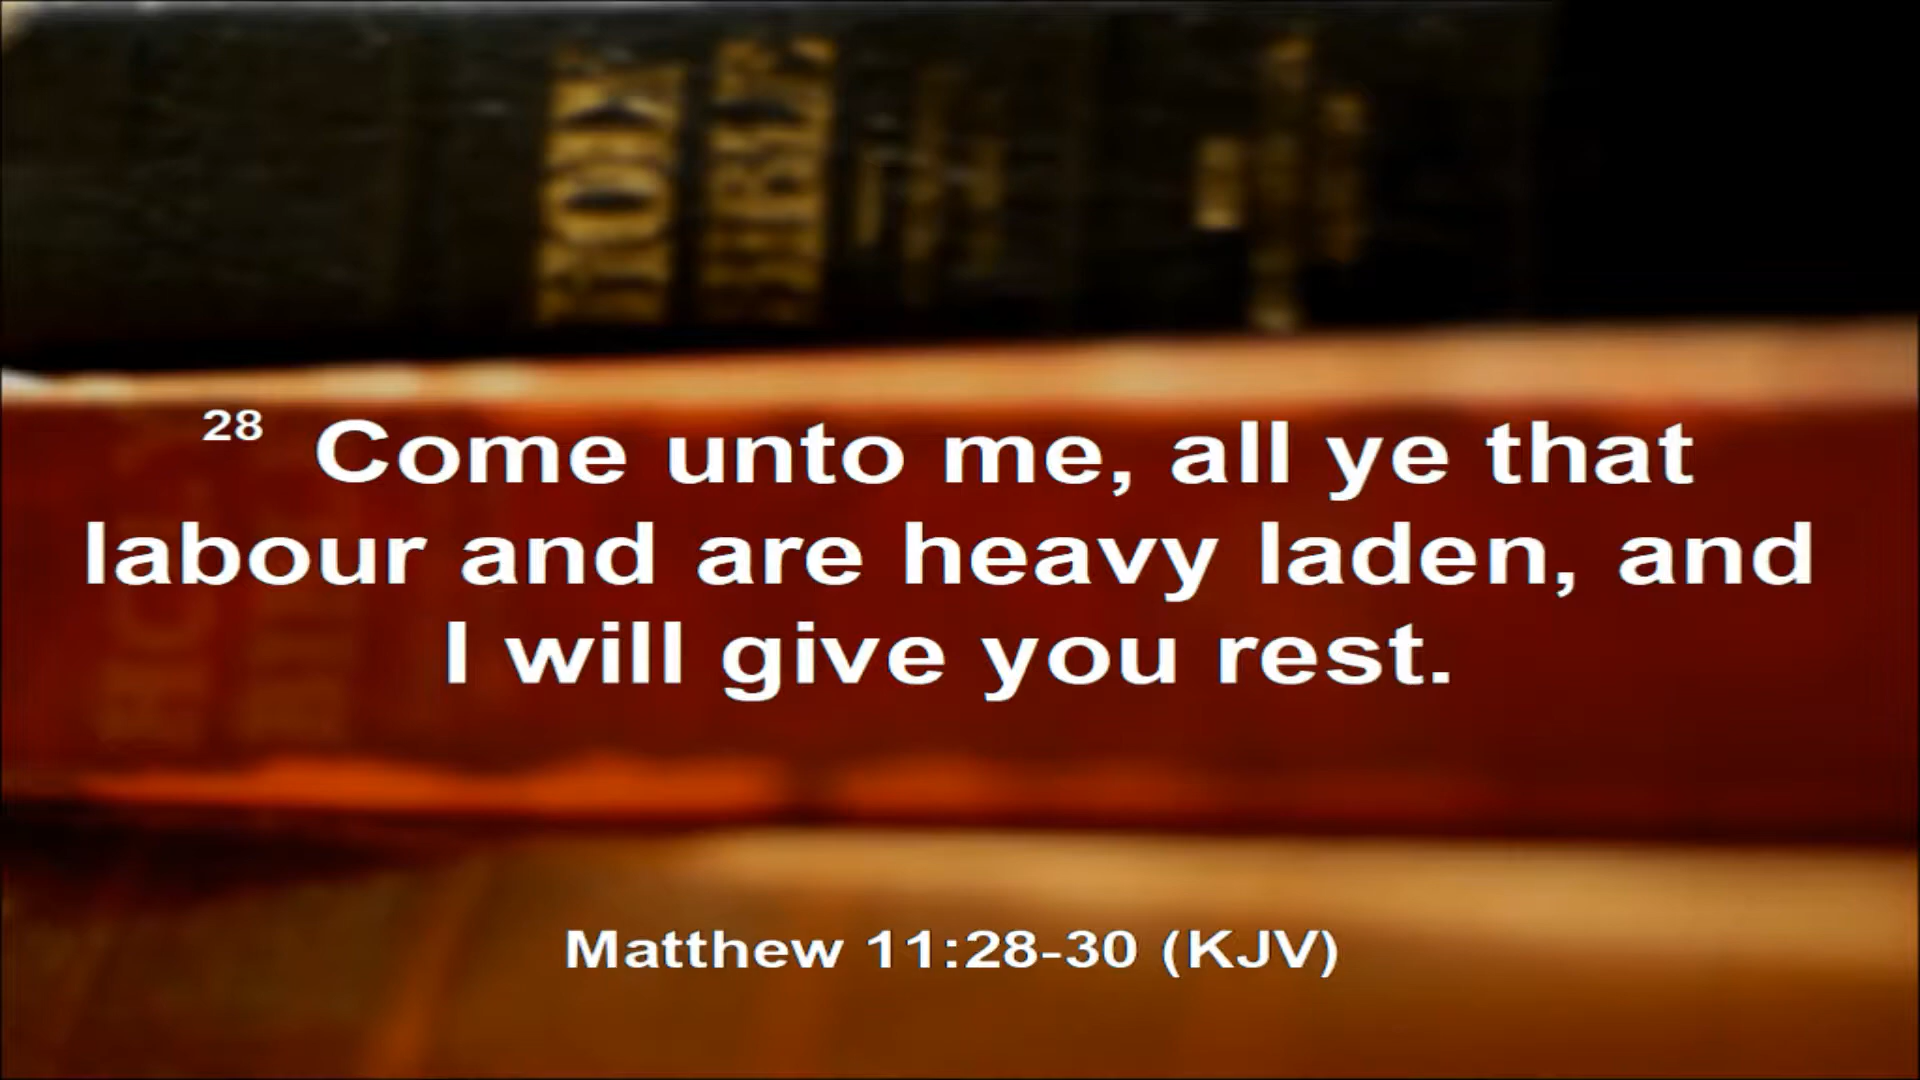 28 Come unto me, all ye that
labour and are heavy laden, and
I will give you rest.
Matthew 11:28-30 (KJV)